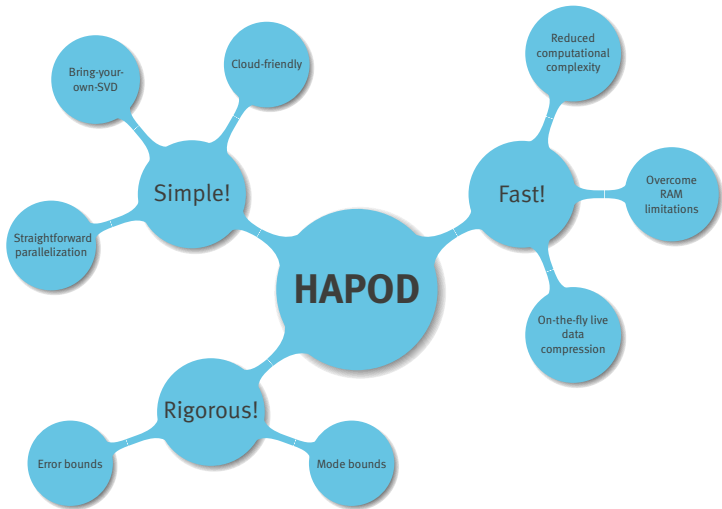 HAPOD
Simple!
Bring-your-
own-SVD
Cloud-friendly
Straightforward
parallelization
Fast!
Reduced
computational
complexity
Overcome
RAM
limitations
On-the-fly live
data
compression
Rigorous!
Error bounds
Mode bounds